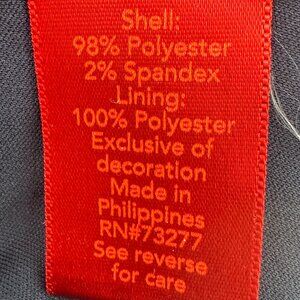 Shell:
98% Polyester
2% Spandex
Lining:
100% Polyester
Exclusive of
decoration
Made in
Philippines
RN#73277
See reverse
for care